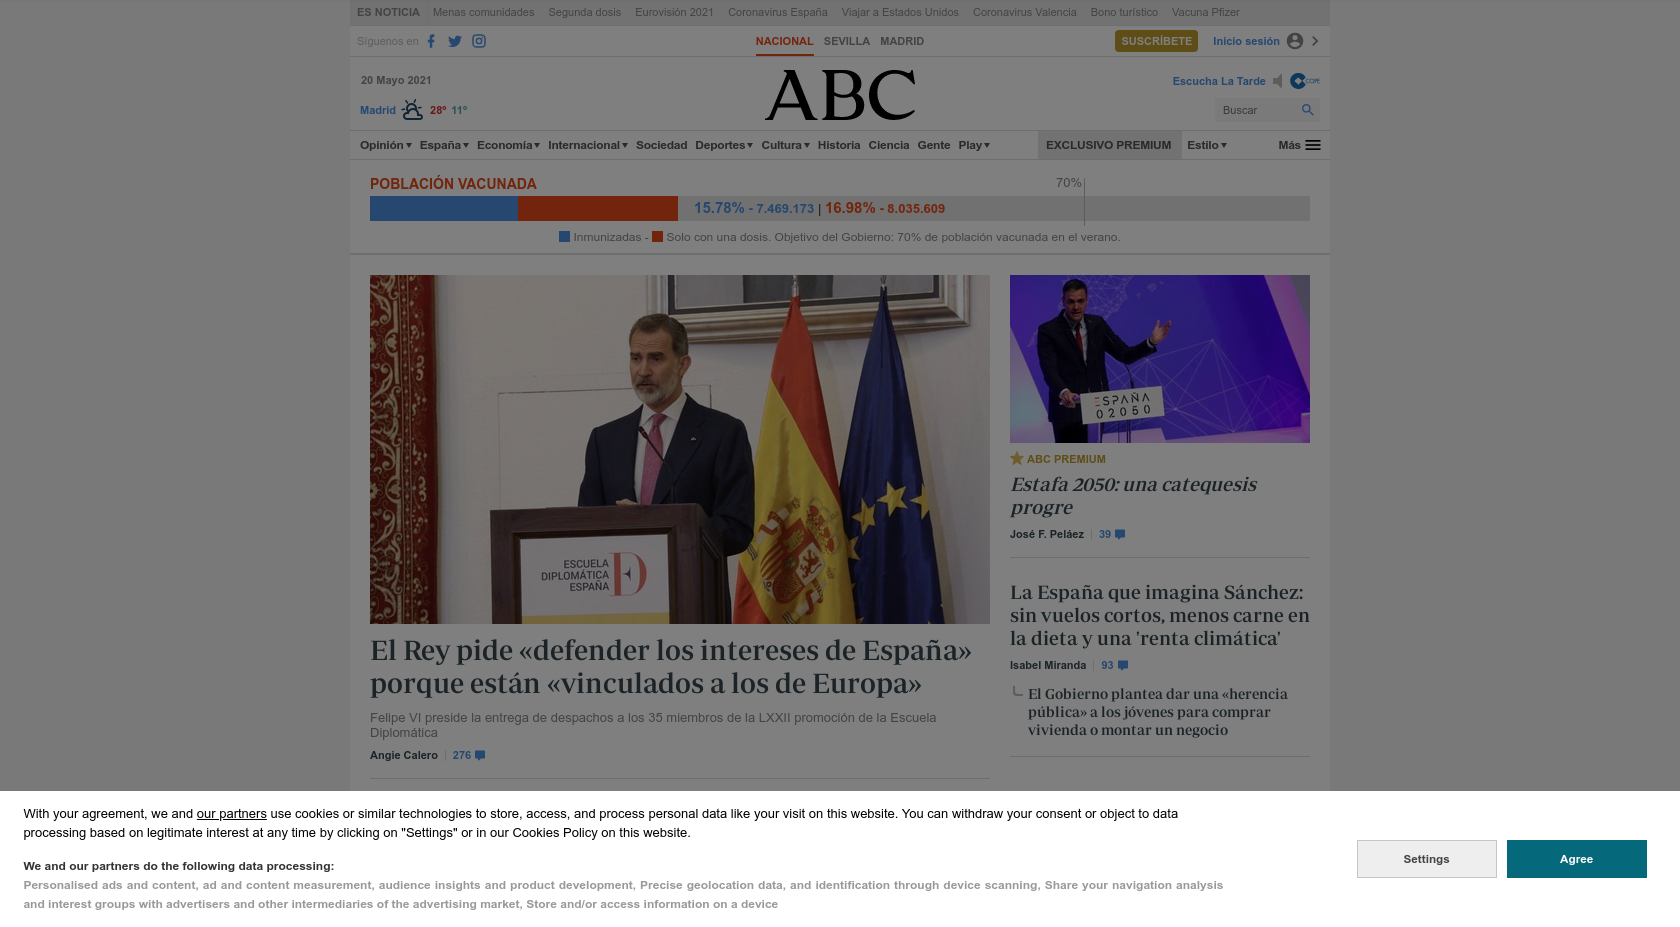 ES NOTICIA Menas comunidades Segunda dosis Eurovisión 2021 Coronavirus España Viajar a Estados Unidos Coronavirus Valencia Bono turístico Vacuna Pfizer
Síguenos en NACIONAL SEVILLA MADRID SUSCRÍBETE Inicio sesión
20 Mayo 2021
ABC
Escucha La Tarde COPE
Madrid 28º 11º
Buscar
Opinión España Economía Internacional Sociedad Deportes Cultura Historia Ciencia Gente Play EXCLUSIVO PREMIUM Estilo Más
POBLACIÓN VACUNADA
70%
15.78% - 7.469.173 | 16.98% - 8.035.609
Inmunizadas - Solo con una dosis. Objetivo del Gobierno: 70% de población vacunada en el verano.
ESCUELA
DIPLOMÁTICA
ESPAÑA
El Rey pide «defender los intereses de España»
porque están «vinculados a los de Europa»
Felipe VI preside la entrega de despachos a los 35 miembros de la LXXII promoción de la Escuela
Diplomática
Angie Calero 276
ESPAÑA
02050
ABC PREMIUM
Estafa 2050: una catequesis
progre
José F. Peláez 39
La España que imagina Sánchez:
sin vuelos cortos, menos carne en
la dieta y una 'renta climática'
Isabel Miranda 93
El Gobierno plantea dar una «herencia
pública» a los jóvenes para comprar
vivienda o montar un negocio
With your agreement, we and our partners use cookies or similar technologies to store, access, and process personal data like your visit on this website. You can withdraw your consent or object to data
processing based on legitimate interest at any time by clicking on "Settings" or in our Cookies Policy on this website.
We and our partners do the following data processing:
Personalised ads and content, ad and content measurement, audience insights and product development, Precise geolocation data, and identification through device scanning, Share your navigation analysis
and interest groups with advertisers and other intermediaries of the advertising market, Store and/or access information on a device
Settings
Agree